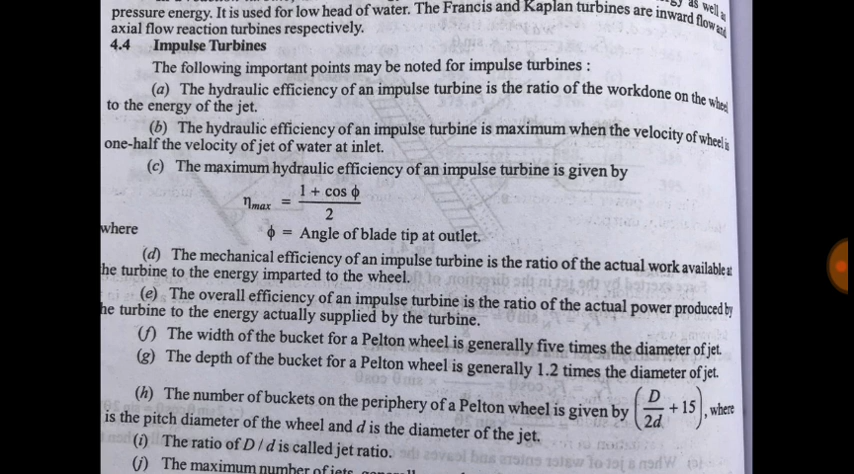 gy as well a
pressure energy. It is used for low head of water. The Francis and Kaplan turbines are inward flow and
axial flow reaction turbines respectively.
4.4 Impulse Turbines
The following important points may be noted for impulse turbines :
(a) The hydraulic efficiency of an impulse turbine is the ratio of the workdone on the wheel
to the energy of the jet.
(b) The hydraulic efficiency of an impulse turbine is maximum when the velocity of wheel is
one-half the velocity of jet of water at inlet.
(c) The maximum hydraulic efficiency of an impulse turbine is given by
η_max = (1 + cos ϕ) / 2
where ϕ = Angle of blade tip at outlet.
(d) The mechanical efficiency of an impulse turbine is the ratio of the actual work available at
he turbine to the energy imparted to the wheel.
(e) The overall efficiency of an impulse turbine is the ratio of the actual power produced by
he turbine to the energy actually supplied by the turbine.
(f) The width of the bucket for a Pelton wheel is generally five times the diameter of jet.
(g) The depth of the bucket for a Pelton wheel is generally 1.2 times the diameter of jet.
(h) The number of buckets on the periphery of a Pelton wheel is given by (D/2d + 15), where
is the pitch diameter of the wheel and d is the diameter of the jet.
(i) The ratio of D / d is called jet ratio.
(j) The maximum number of jets,